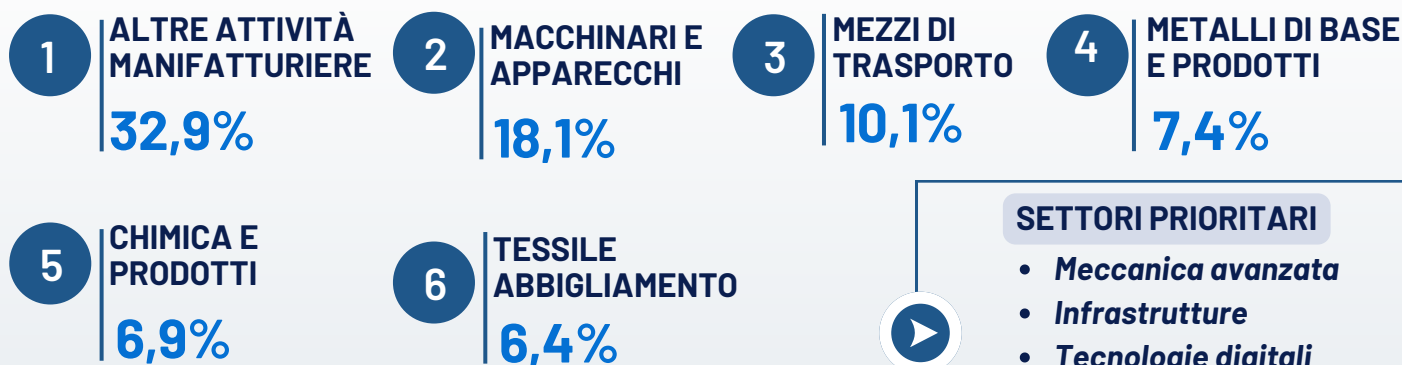 1
ALTRE ATTIVITÀ
MANIFATTURIERE
32,9%
2
MACCHINARI E
APPARECCHI
18,1%
3
MEZZI DI
TRASPORTO
10,1%
4
METALLI DI BASE
E PRODOTTI
7,4%
5
CHIMICA E
PRODOTTI
6,9%
6
TESSILE
ABBIGLIAMENTO
6,4%
SETTORI PRIORITARI
• Meccanica avanzata
• Infrastrutture
• Tecnologie digitali